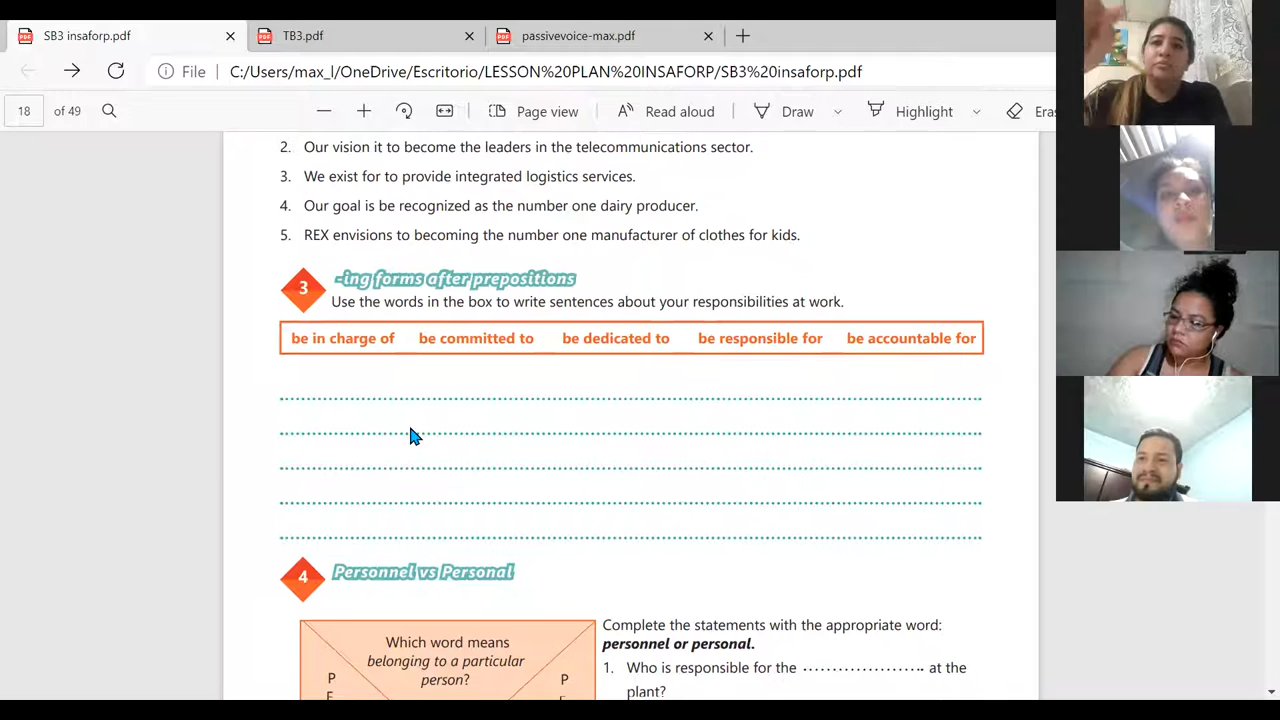 SB3 insaforp.pdf
TB3.pdf
passivevoice-max.pdf
File
C:/Users/max_l/OneDrive/Escritorio/LESSON%20PLAN%20INSAFORP/SB3%20insaforp.pdf
18 of 49
Page view
Read aloud
Draw
Highlight
Eras
2. Our vision it to become the leaders in the telecommunications sector.
3. We exist for to provide integrated logistics services.
4. Our goal is be recognized as the number one dairy producer.
5. REX envisions to becoming the number one manufacturer of clothes for kids.
3 -ing forms after prepositions
Use the words in the box to write sentences about your responsibilities at work.
be in charge of be committed to be dedicated to be responsible for be accountable for
4 Personnel vs Personal
Which word means
belonging to a particular
person?
P
E
P
Complete the statements with the appropriate word:
personnel or personal.
1. Who is responsible for the ...................... at the
plant?